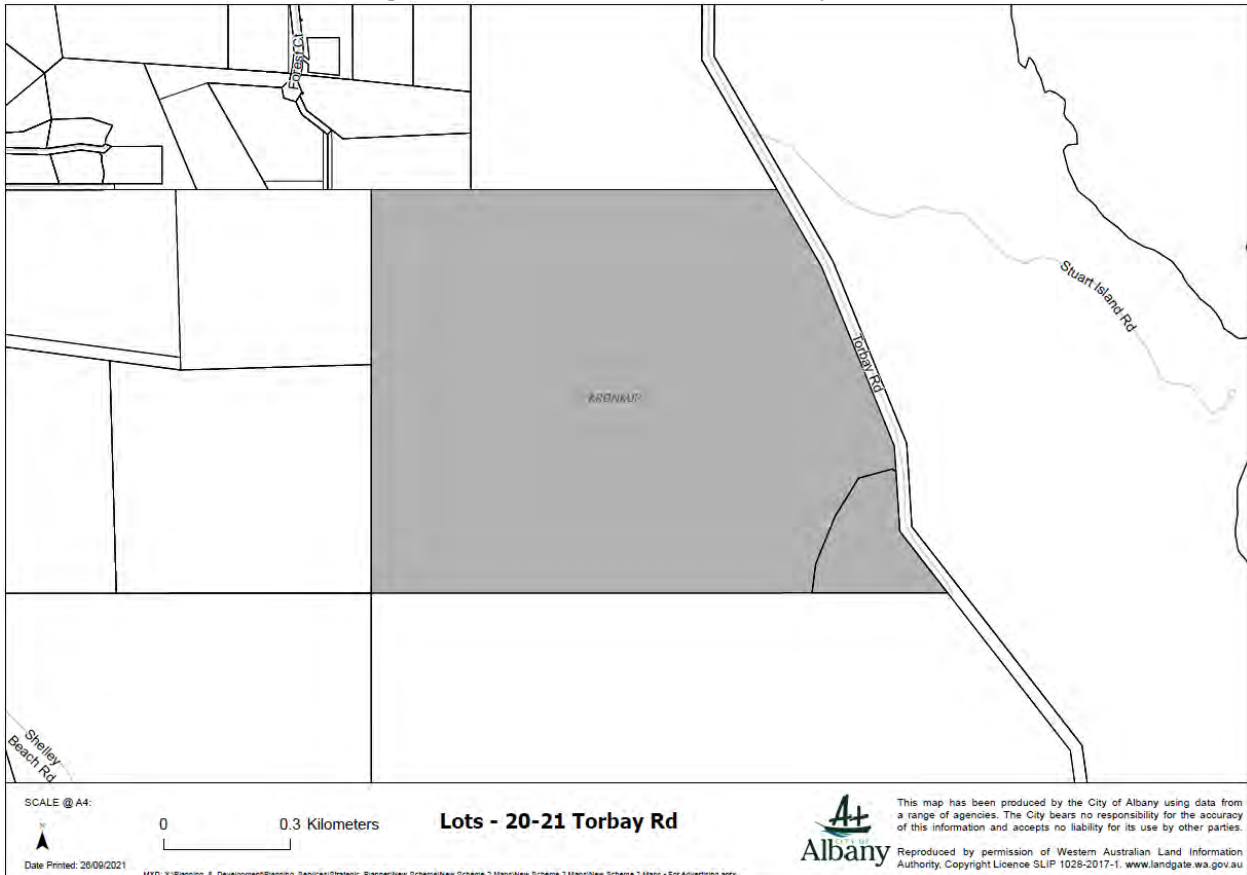 Forest Ct
Stuart Island Rd
Torbay Rd
KRONKUP
Shelley
Beach Rd
SCALE @ A4:
N
0 0.3 Kilometers
Date Printed: 26/09/2021
Lots - 20-21 Torbay Rd
CITY OF
Albany
This map has been produced by the City of Albany using data from
a range of agencies. The City bears no responsibility for the accuracy
of this information and accepts no liability for its use by other parties.
Reproduced by permission of Western Australian Land Information
Authority, Copyright Licence SLIP 1028-2017-1. www.landgate.wa.gov.au